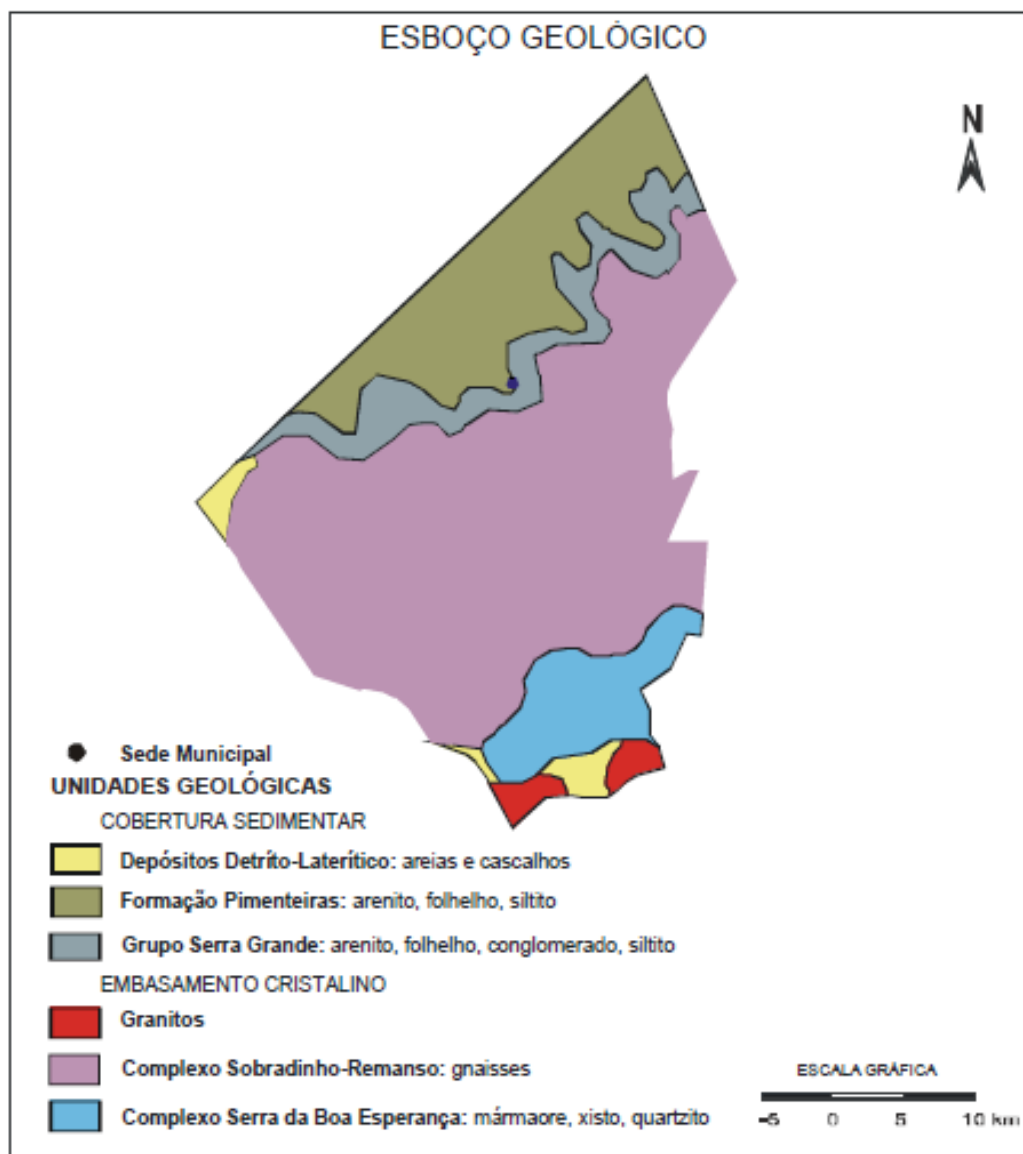 ESBOÇO GEOLÓGICO
N
Sede Municipal
UNIDADES GEOLÓGICAS
COBERTURA SEDIMENTAR
Depósitos Detríto-Laterítico: areias e cascalhos
Formação Pimenteiras: arenito, folhelho, siltito
Grupo Serra Grande: arenito, folhelho, conglomerado, siltito
EMBASAMENTO CRISTALINO
Granitos
Complexo Sobradinho-Remanso: gnaisses
Complexo Serra da Boa Esperança: mármaore, xisto, quartzito
ESCALA GRÁFICA
-5 0 5 10 km